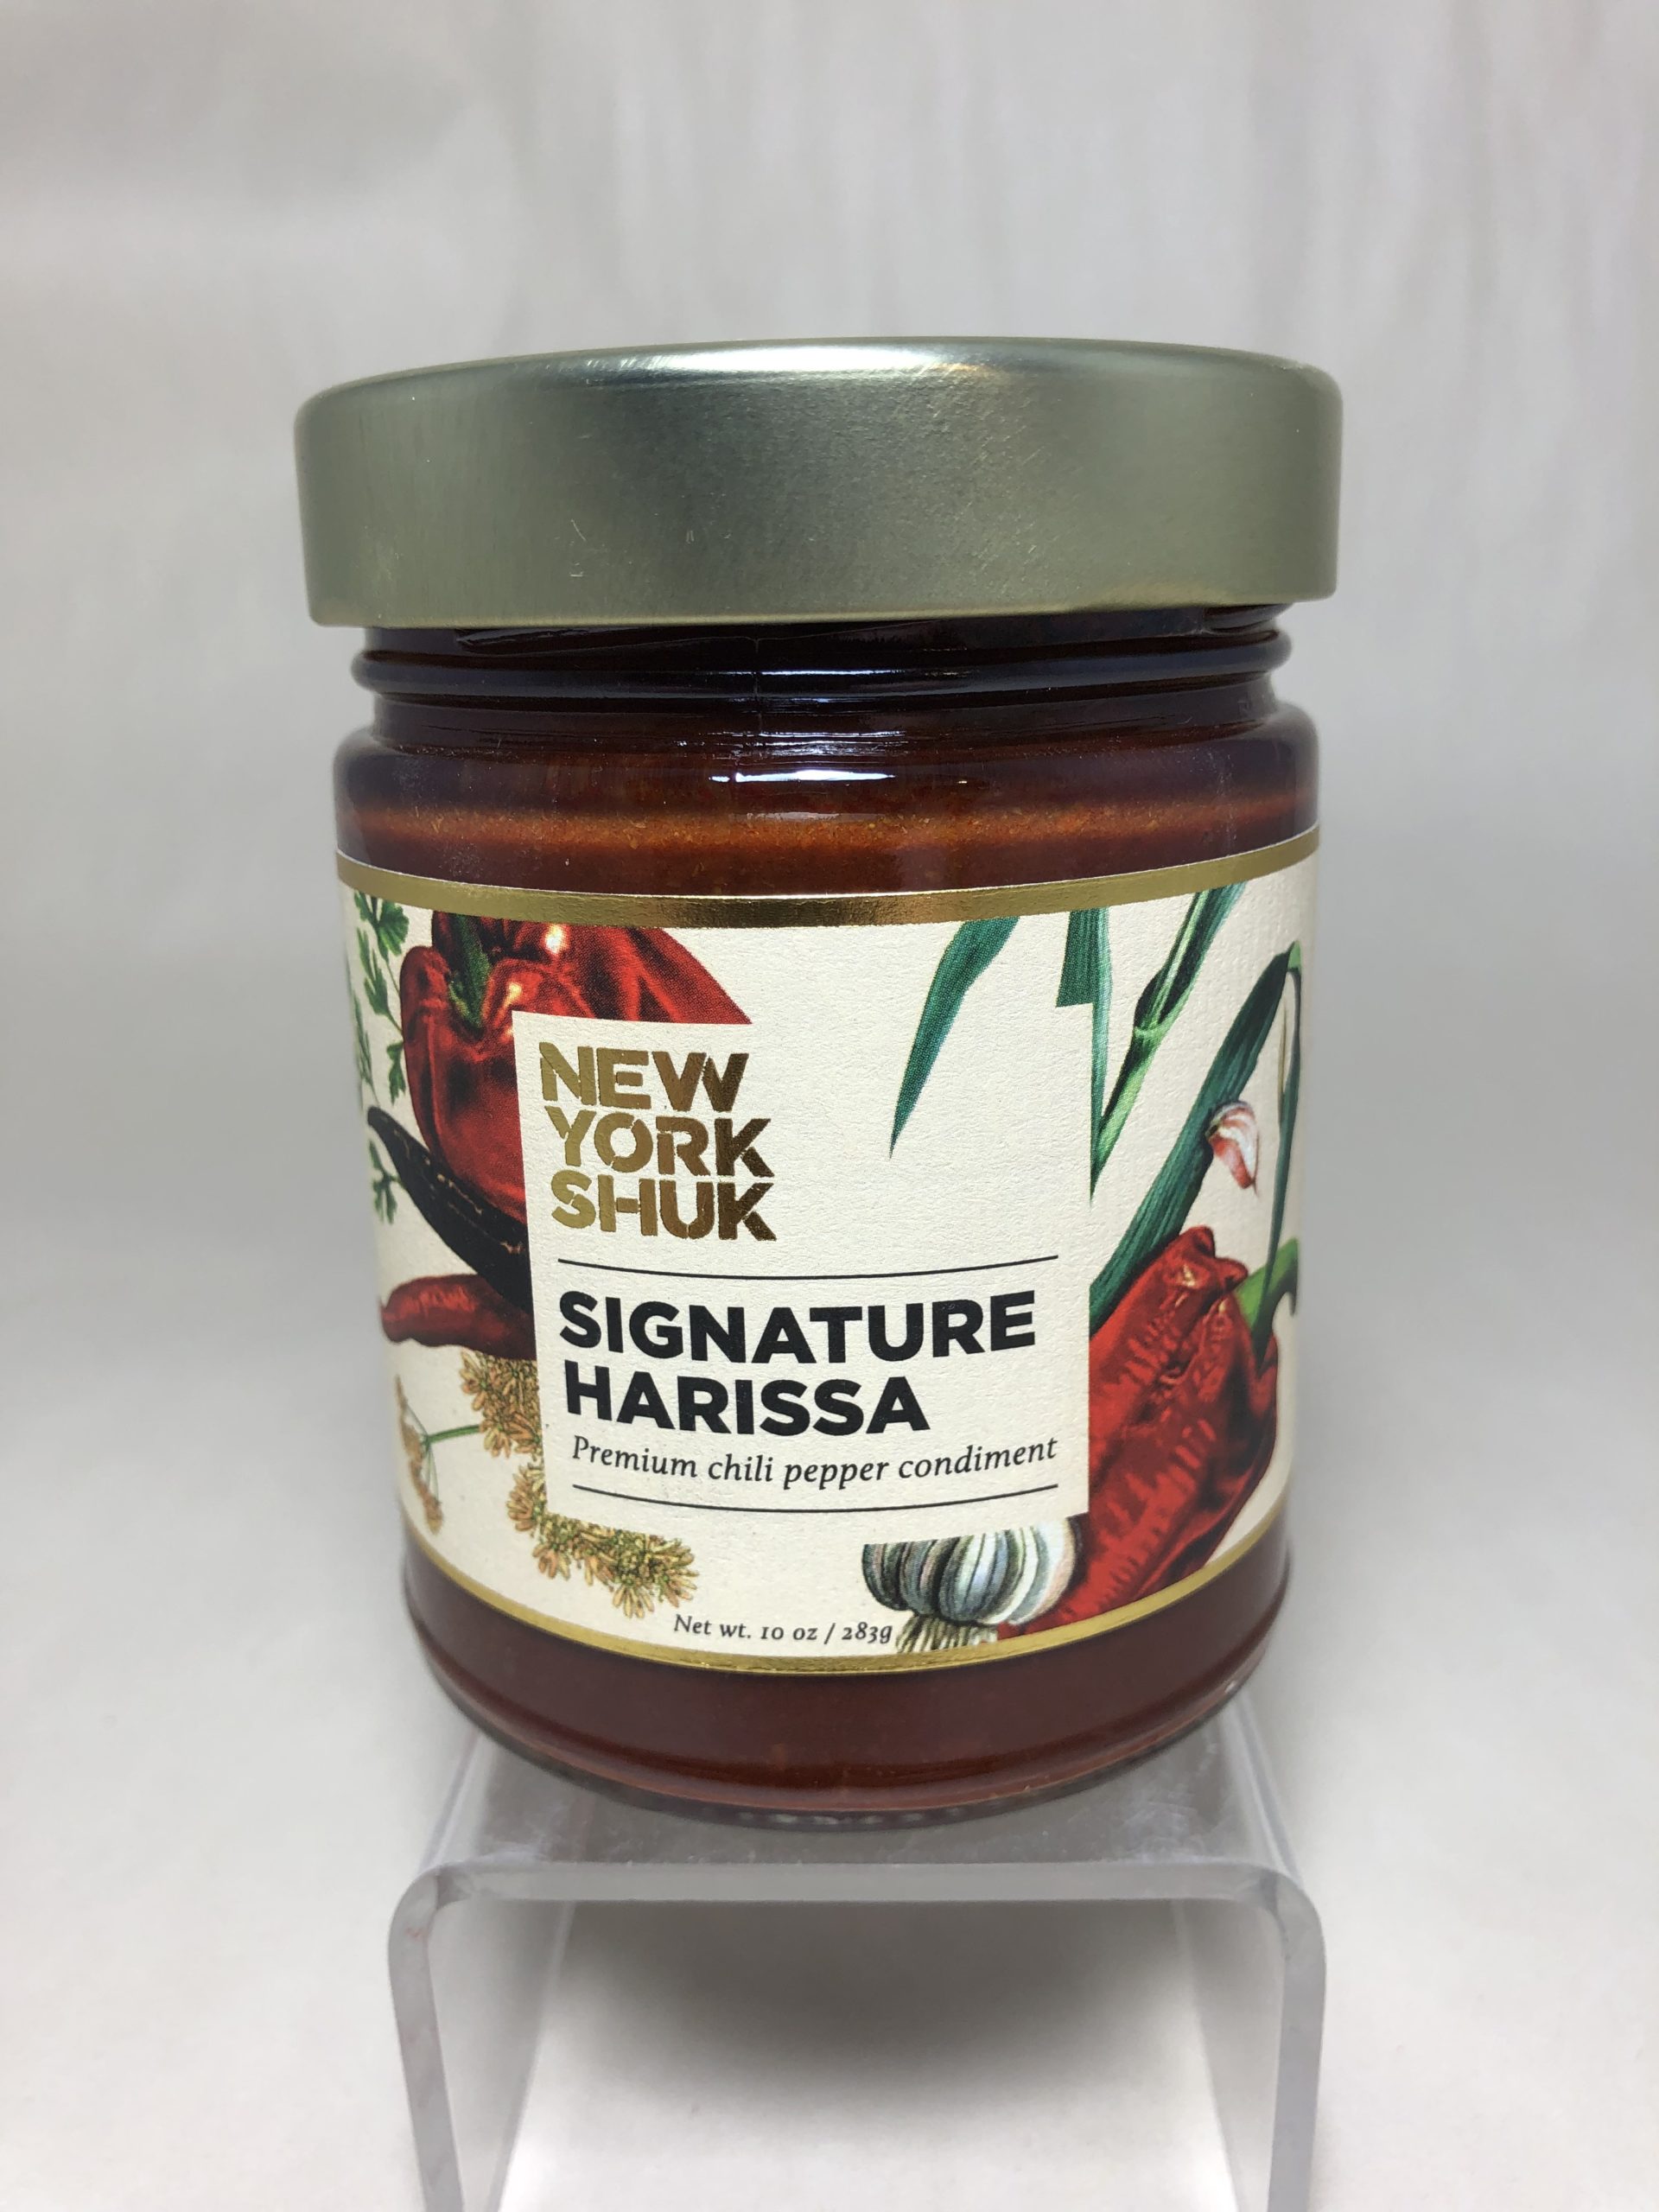 NEW
YORK
SHUK
SIGNATURE
HARISSA
Premium chili pepper condiment
Net wt. 10 oz / 283g